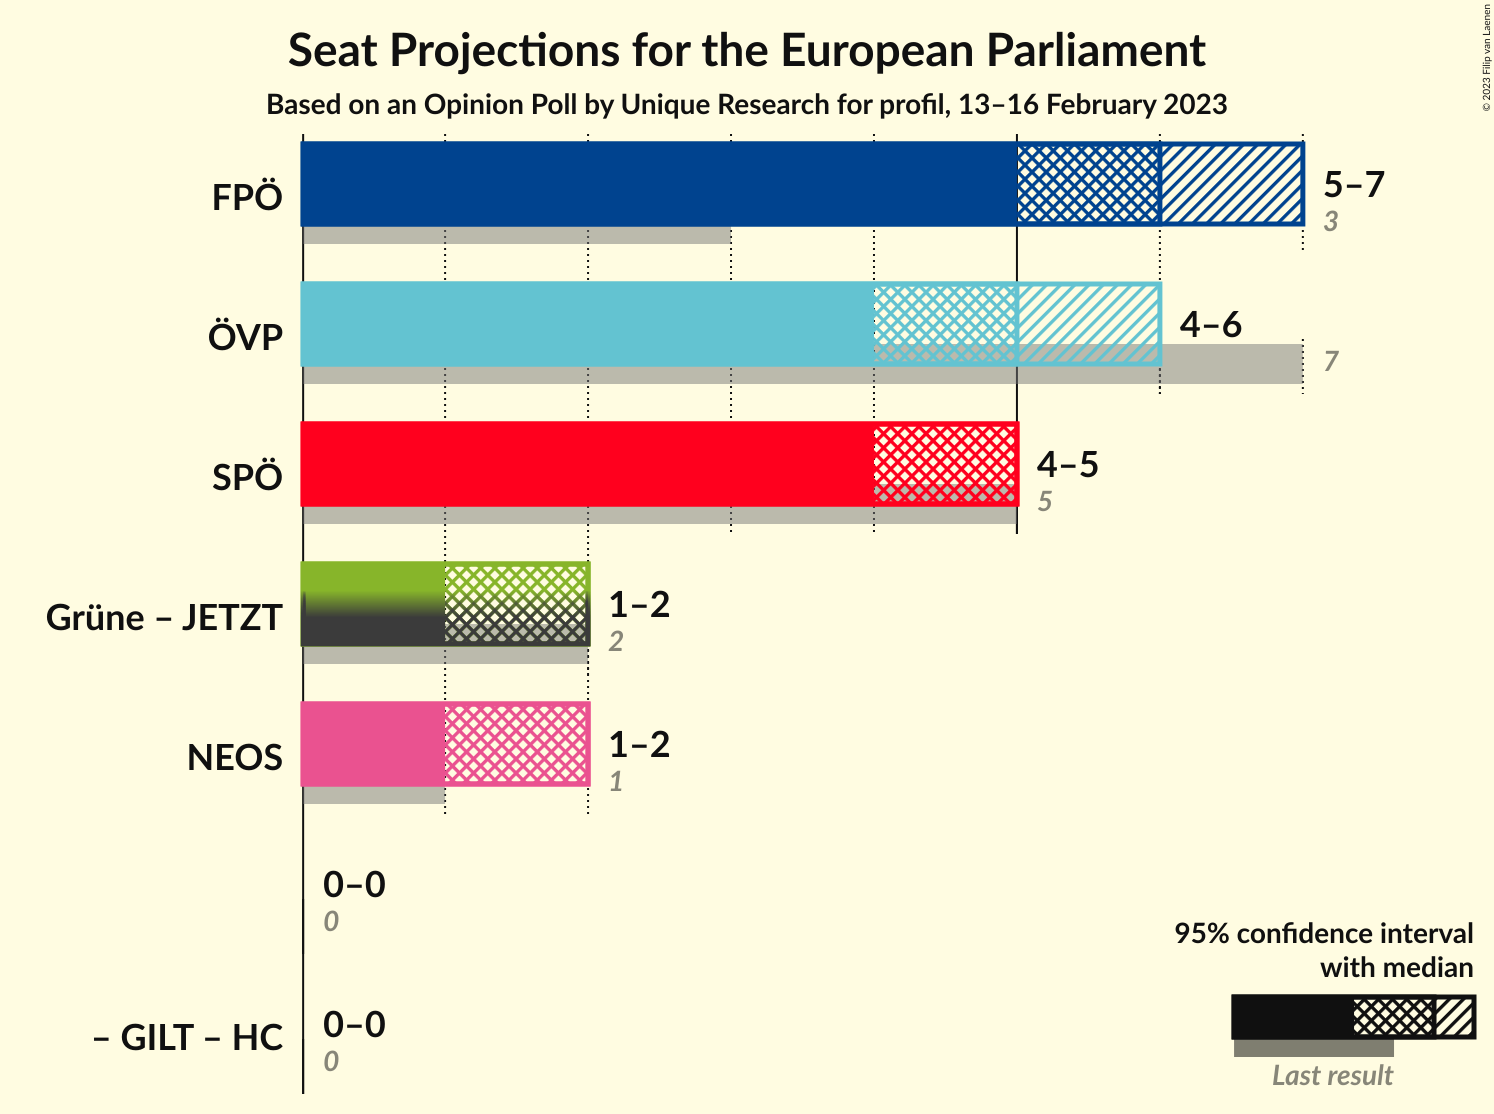 Seat Projections for the European Parliament
Based on an Opinion Poll by Unique Research for profil, 13–16 February 2023
© 2023 Filip van Laenen
FPÖ
5–7
3
ÖVP
4–6
7
SPÖ
4–5
5
Grüne – JETZT
1–2
2
NEOS
1–2
1
0–0
0
– GILT – HC
0–0
0
95% confidence interval
with median
Last result